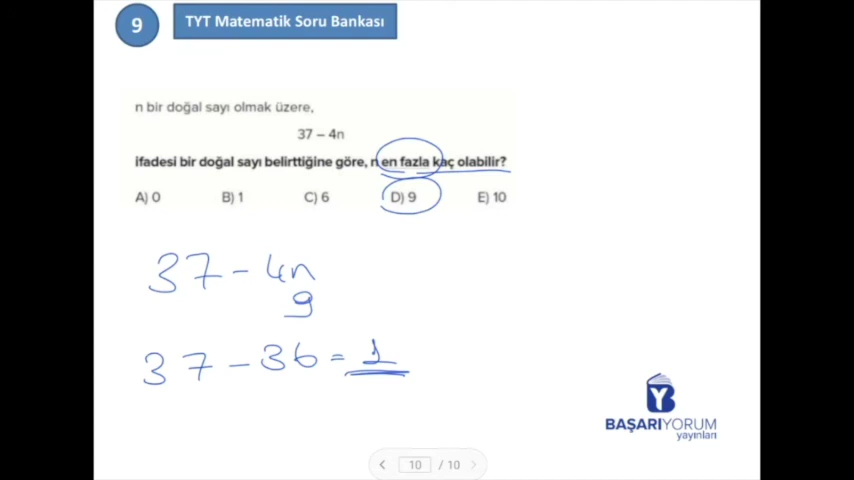 9
TYT Matematik Soru Bankası
n bir doğal sayı olmak üzere,
37 – 4n
ifadesi bir doğal sayı belirttiğine göre, n en fazla kaç olabilir?
A) 0 B) 1 C) 6 D) 9 E) 10
37 – 4n
9
37 – 36 = 1
BAŞARIYORUM
yayınları
10 / 10